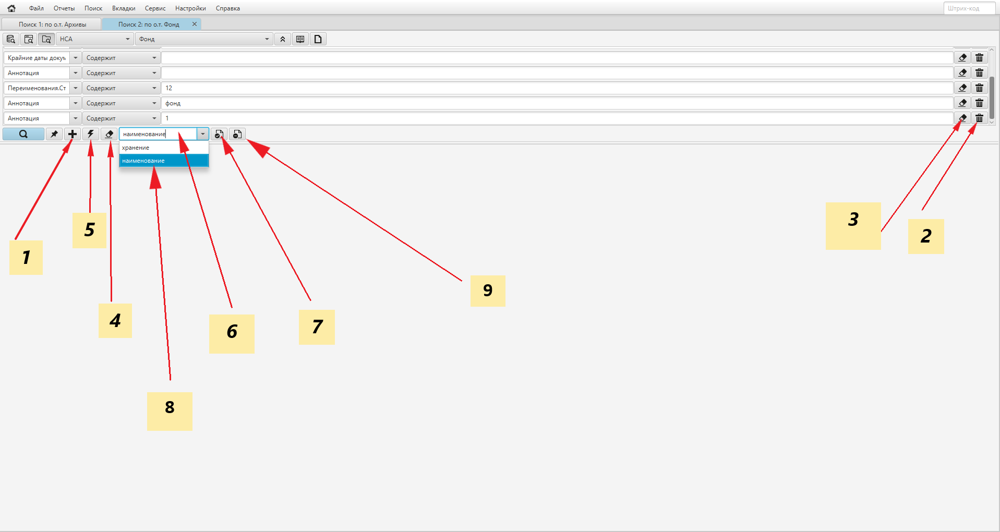 Файл Отчеты Поиск Вкладки Сервис Настройки Справка Штрих-код
Поиск 1: по о.т. Архивы Поиск 2: по о.т. Фонд
НСА Фонд
Крайние даты докум Содержит
Аннотация Содержит
Переименования.Ст Содержит 12
Аннотация Содержит фонд
Аннотация Содержит 1
наименование
хранение
наименование
3
5
2
1
9
4
7
6
8